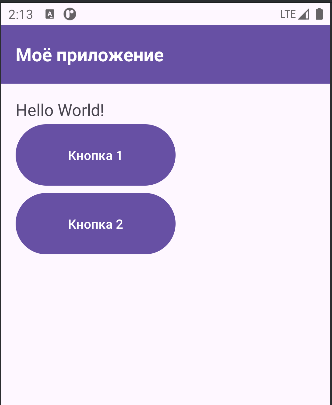 2:13 LTE
Моё приложение
Hello World!
Кнопка 1
Кнопка 2